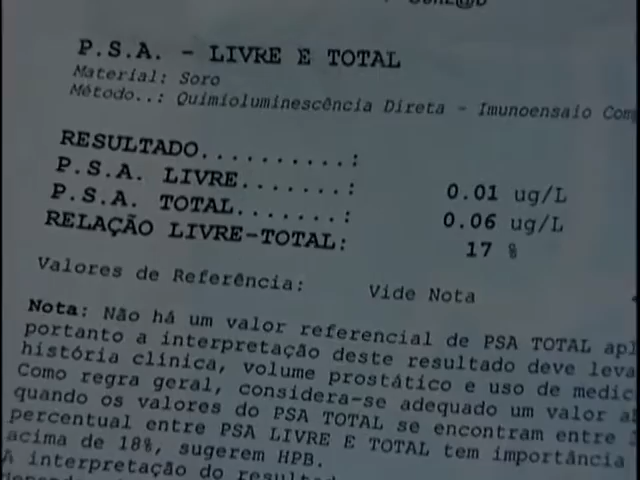 P.S.A. - LIVRE E TOTAL
Material: Soro
Método..: Quimioluminescência Direta - Imunoensaio
RESULTADO...........:
P.S.A. LIVRE.......: 0.01 ug/L
P.S.A. TOTAL.......: 0.06 ug/L
RELAÇÃO LIVRE-TOTAL: 17 %
Valores de Referência: Vide Nota
Nota: Não há um valor referencial de PSA TOTAL
portanto a interpretação deste resultado deve
história clínica, volume prostático e uso de
Como regra geral, considera-se adequado um valor
quando os valores do PSA TOTAL se encontram entre
percentual entre PSA LIVRE E TOTAL tem importância
acima de 18%, sugerem HPB.
A interpretação do